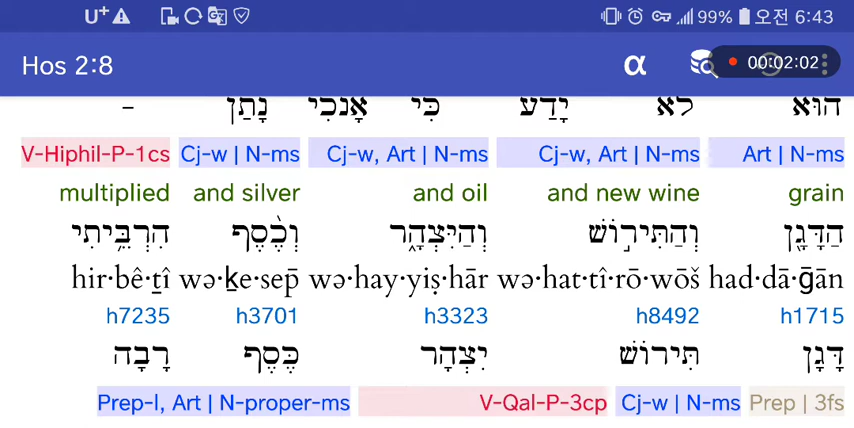 U+ 99% 오전 6:43
Hos 2:8 α 00:02:02
הוּא לֹא יָֽדַע כִּי אָנֹכִי נָתַן –
Art | N-ms Cj-w, Art | N-ms Cj-w, Art | N-ms Cj-w | N-ms V-Hiphil-P-1cs
grain and new wine and oil and silver multiplied
הַדָּגָ֖ן וְהַתִּיר֣וֹשׁ וְהַיִּצְהָ֑ר וְכֶ֨סֶף הִרְבֵּ֥יתִי
had·dā·ḡān wə·hat·tî·rō·wōš wə·hay·yiṣ·hār wə·ḵe·sep̄ hir·bê·ṯî
h1715 h8492 h3323 h3701 h7235
דָּגָן תִּירוֹשׁ יִצְהָר כֶּסֶף רָבָה
Prep | 3fs Cj-w | N-ms V-Qal-P-3cp Prep-l, Art | N-proper-ms